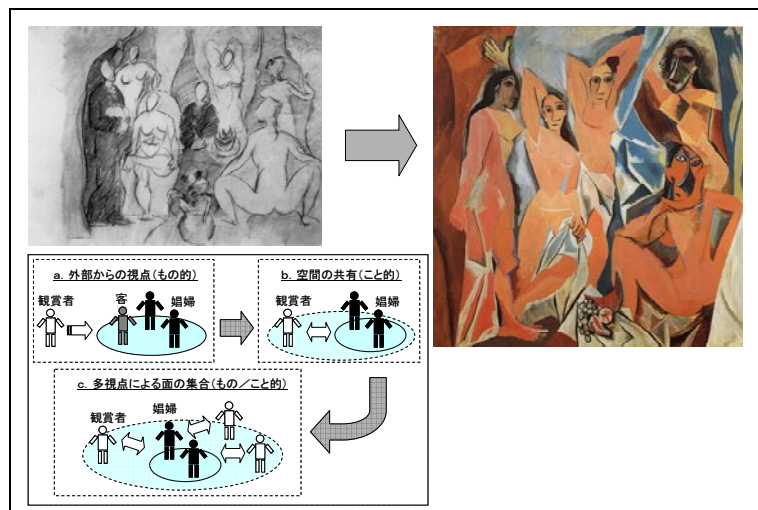 a. 外部からの視点(もの的)
観賞者
客
娼婦
b. 空間の共有(こと的)
観賞者
娼婦
c. 多視点による面の集合(もの/こと的)
観賞者
娼婦